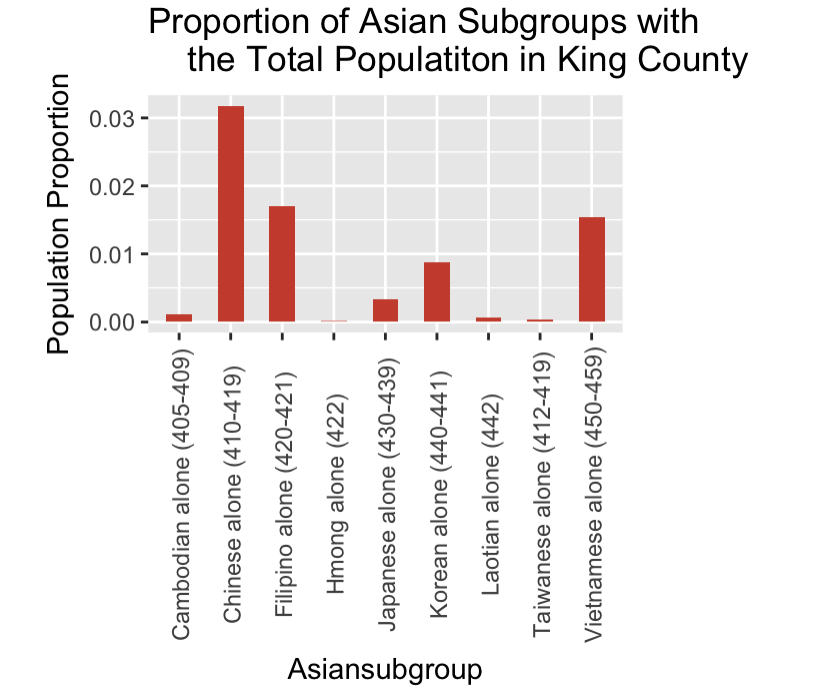 Proportion of Asian Subgroups with
the Total Populatiton in King County
Population Proportion
0.03
0.02
0.01
0.00
Cambodian alone (405-409)
Chinese alone (410-419)
Filipino alone (420-421)
Hmong alone (422)
Japanese alone (430-439)
Korean alone (440-441)
Laotian alone (442)
Taiwanese alone (412-419)
Vietnamese alone (450-459)
Asiansubgroup